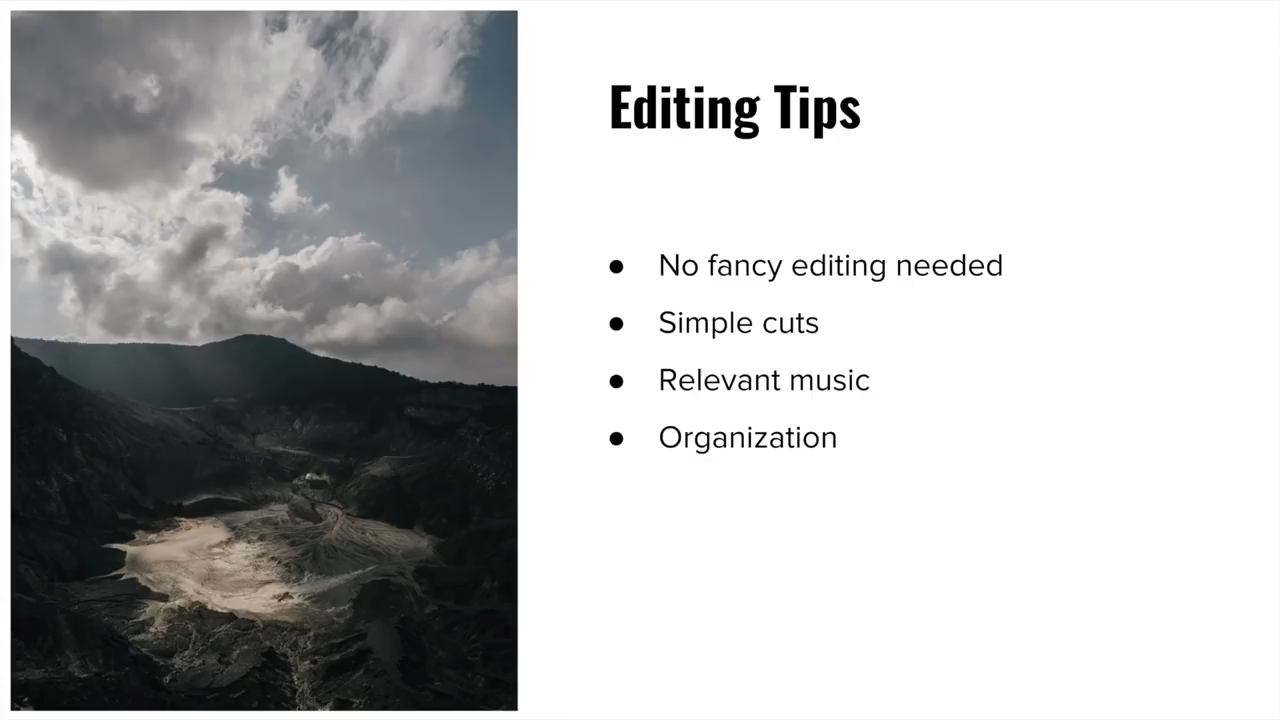 Editing Tips
● No fancy editing needed
● Simple cuts
● Relevant music
● Organization